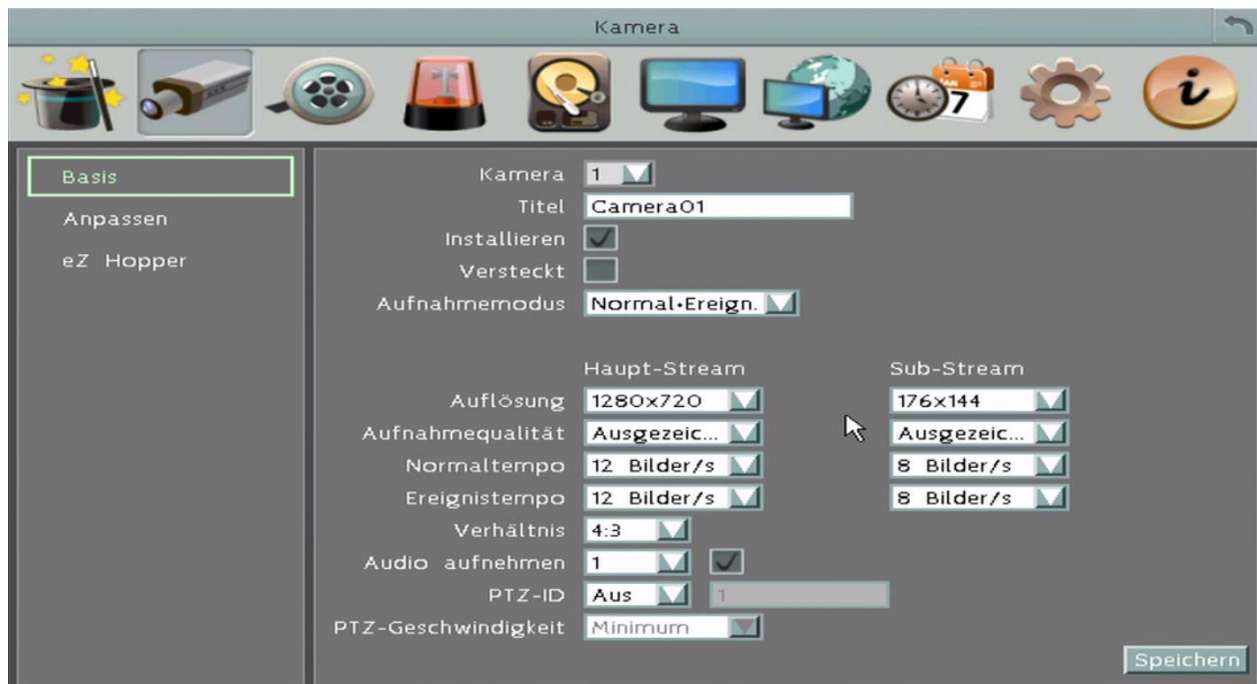 Kamera
7
i
Basis
Anpassen
eZ Hopper
Kamera 1
Titel Camera01
Installieren
Versteckt
Aufnahmemodus Normal+Ereign.
Haupt-Stream Sub-Stream
Auflösung 1280x720 176x144
Aufnahmequalität Ausgezeic... Ausgezeic...
Normaltempo 12 Bilder/s 8 Bilder/s
Ereignistempo 12 Bilder/s 8 Bilder/s
Verhältnis 4:3
Audio aufnehmen 1
PTZ-ID Aus 1
PTZ-Geschwindigkeit Minimum
Speichern